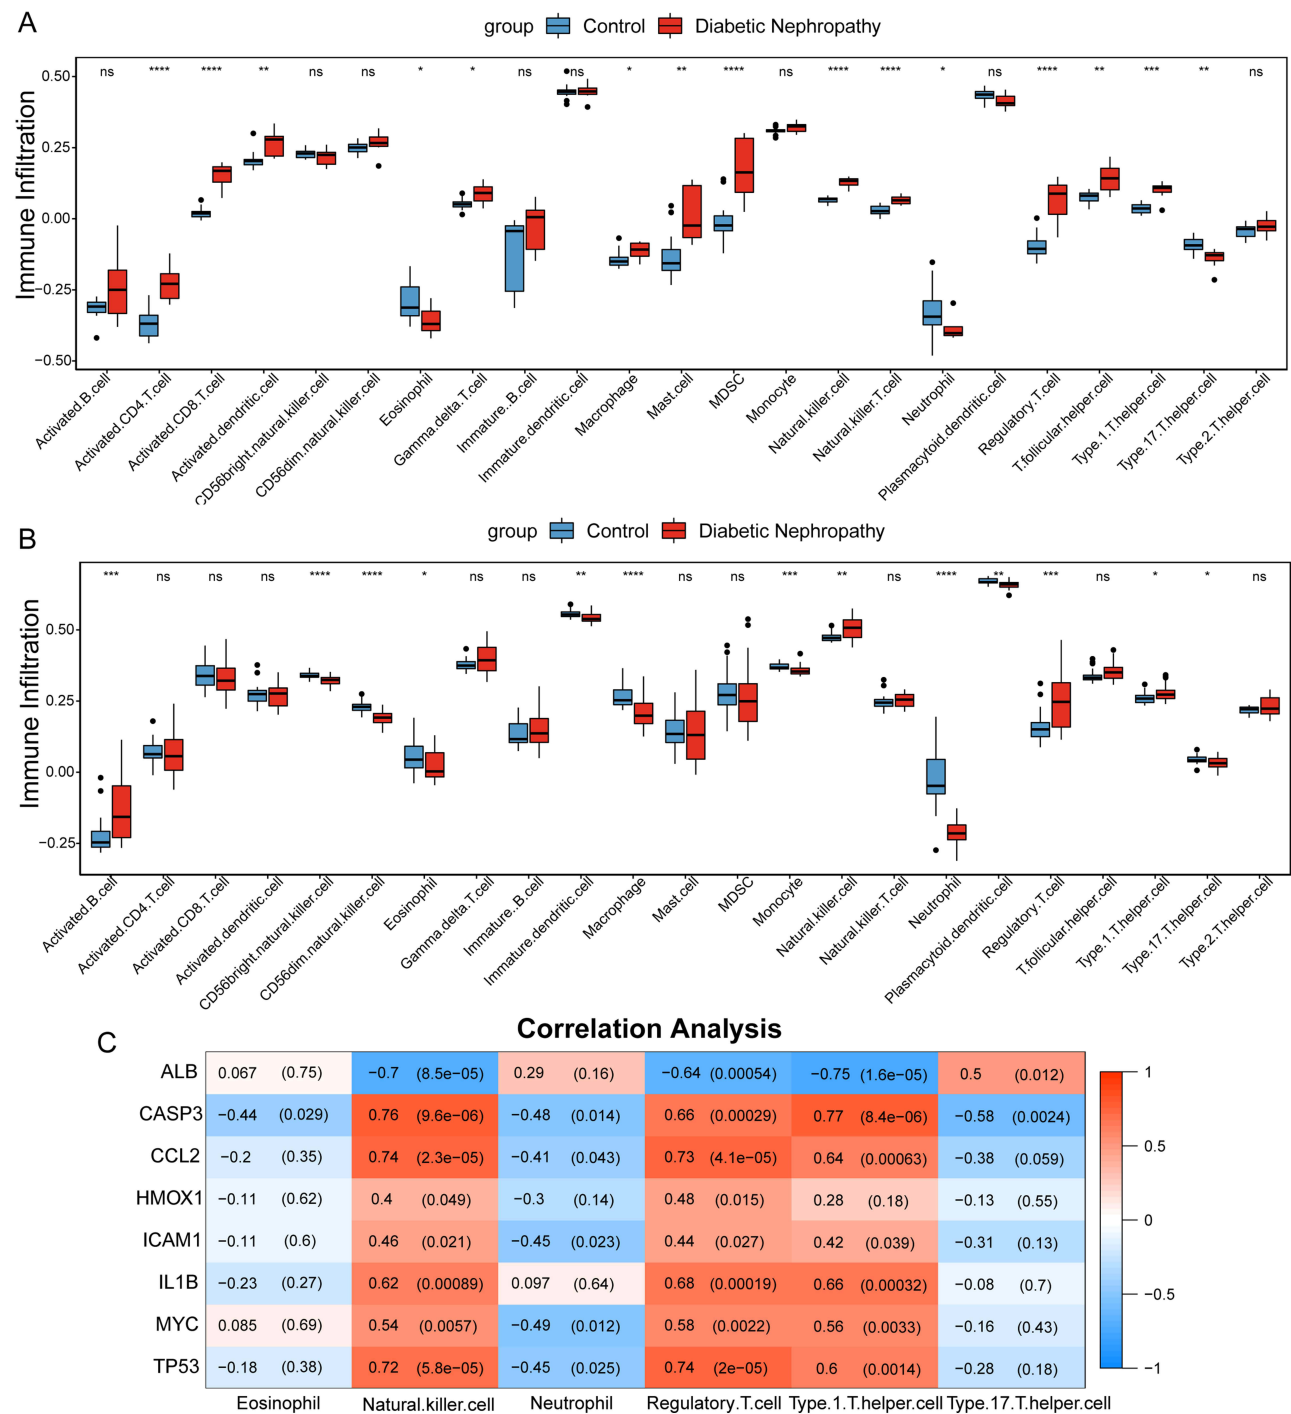 A
group Control Diabetic Nephropathy
ns **** **** ** ns ns * * ns ns * ** **** ns **** **** * ns **** ** *** ** ns
Immune Infiltration
0.50
0.25
0.00
−0.25
−0.50
Activated.B.cell
Activated.CD4.T.cell
Activated.CD8.T.cell
Activated.dendritic.cell
CD56bright.natural.killer.cell
CD56dim.natural.killer.cell
Eosinophil
Gamma.delta.T.cell
Immature..B.cell
Immature.dendritic.cell
Macrophage
Mast.cell
MDSC
Monocyte
Natural.killer.cell
Natural.killer.T.cell
Neutrophil
Plasmacytoid.dendritic.cell
Regulatory.T.cell
T.follicular.helper.cell
Type.1.T.helper.cell
Type.17.T.helper.cell
Type.2.T.helper.cell
B
group Control Diabetic Nephropathy
*** ns ns ns **** **** * ns ns ** **** ns ns *** ** ns **** ** *** ns * * ns
Immune Infiltration
0.50
0.25
0.00
−0.25
Activated.B.cell
Activated.CD4.T.cell
Activated.CD8.T.cell
Activated.dendritic.cell
CD56bright.natural.killer.cell
CD56dim.natural.killer.cell
Eosinophil
Gamma.delta.T.cell
Immature..B.cell
Immature.dendritic.cell
Macrophage
Mast.cell
MDSC
Monocyte
Natural.killer.cell
Natural.killer.T.cell
Neutrophil
Plasmacytoid.dendritic.cell
Regulatory.T.cell
T.follicular.helper.cell
Type.1.T.helper.cell
Type.17.T.helper.cell
Type.2.T.helper.cell
C
Correlation Analysis
ALB 0.067 (0.75) −0.7 (8.5e−05) 0.29 (0.16) −0.64 (0.00054) −0.75 (1.6e−05) 0.5 (0.012)
CASP3 −0.44 (0.029) 0.76 (9.6e−06) −0.48 (0.014) 0.66 (0.00029) 0.77 (8.4e−06) −0.58 (0.0024)
CCL2 −0.2 (0.35) 0.74 (2.3e−05) −0.41 (0.043) 0.73 (4.1e−05) 0.64 (0.00063) −0.38 (0.059)
HMOX1 −0.11 (0.62) 0.4 (0.049) −0.3 (0.14) 0.48 (0.015) 0.28 (0.18) −0.13 (0.55)
ICAM1 −0.11 (0.6) 0.46 (0.021) −0.45 (0.023) 0.44 (0.027) 0.42 (0.039) −0.31 (0.13)
IL1B −0.23 (0.27) 0.62 (0.00089) 0.097 (0.64) 0.68 (0.00019) 0.66 (0.00032) −0.08 (0.7)
MYC 0.085 (0.69) 0.54 (0.0057) −0.49 (0.012) 0.58 (0.0022) 0.56 (0.0033) −0.16 (0.43)
TP53 −0.18 (0.38) 0.72 (5.8e−05) −0.45 (0.025) 0.74 (2e−05) 0.6 (0.0014) −0.28 (0.18)
Eosinophil Natural.killer.cell Neutrophil Regulatory.T.cell Type.1.T.helper.cell Type.17.T.helper.cell
1
0.5
0
−0.5
−1